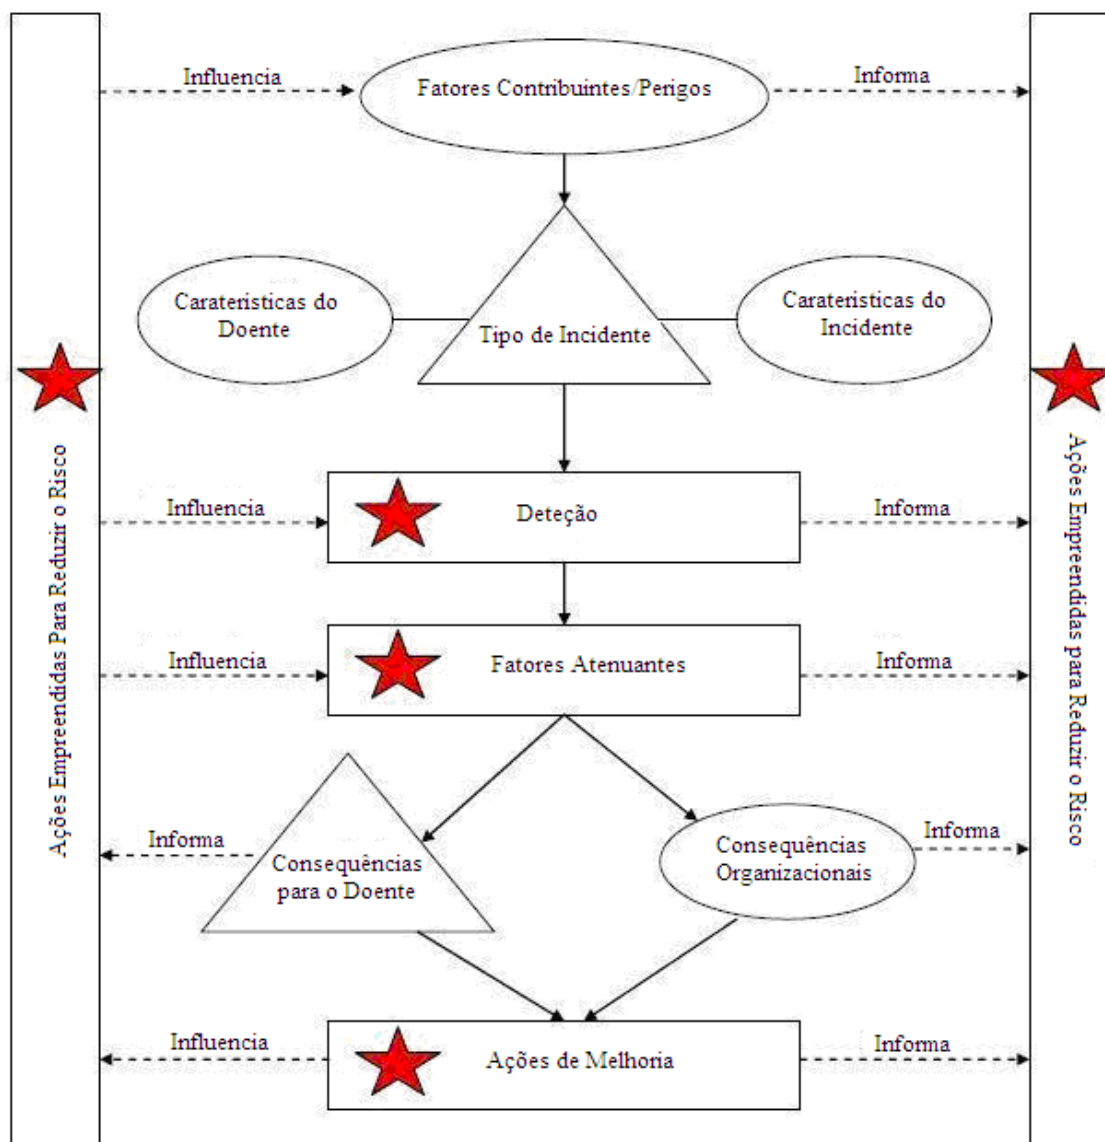 Influencia
Fatores Contribuintes/Perigos
Informa
Carateristicas do
Doente
Tipo de Incidente
Carateristicas do
Incidente
Ações Empreendidas Para Reduzir o Risco
Ações Empreendidas para Reduzir o Risco
Influencia
Deteção
Informa
Influencia
Fatores Atenuantes
Informa
Informa
Consequências
para o Doente
Consequências
Organizacionais
Informa
Influencia
Ações de Melhoria
Informa